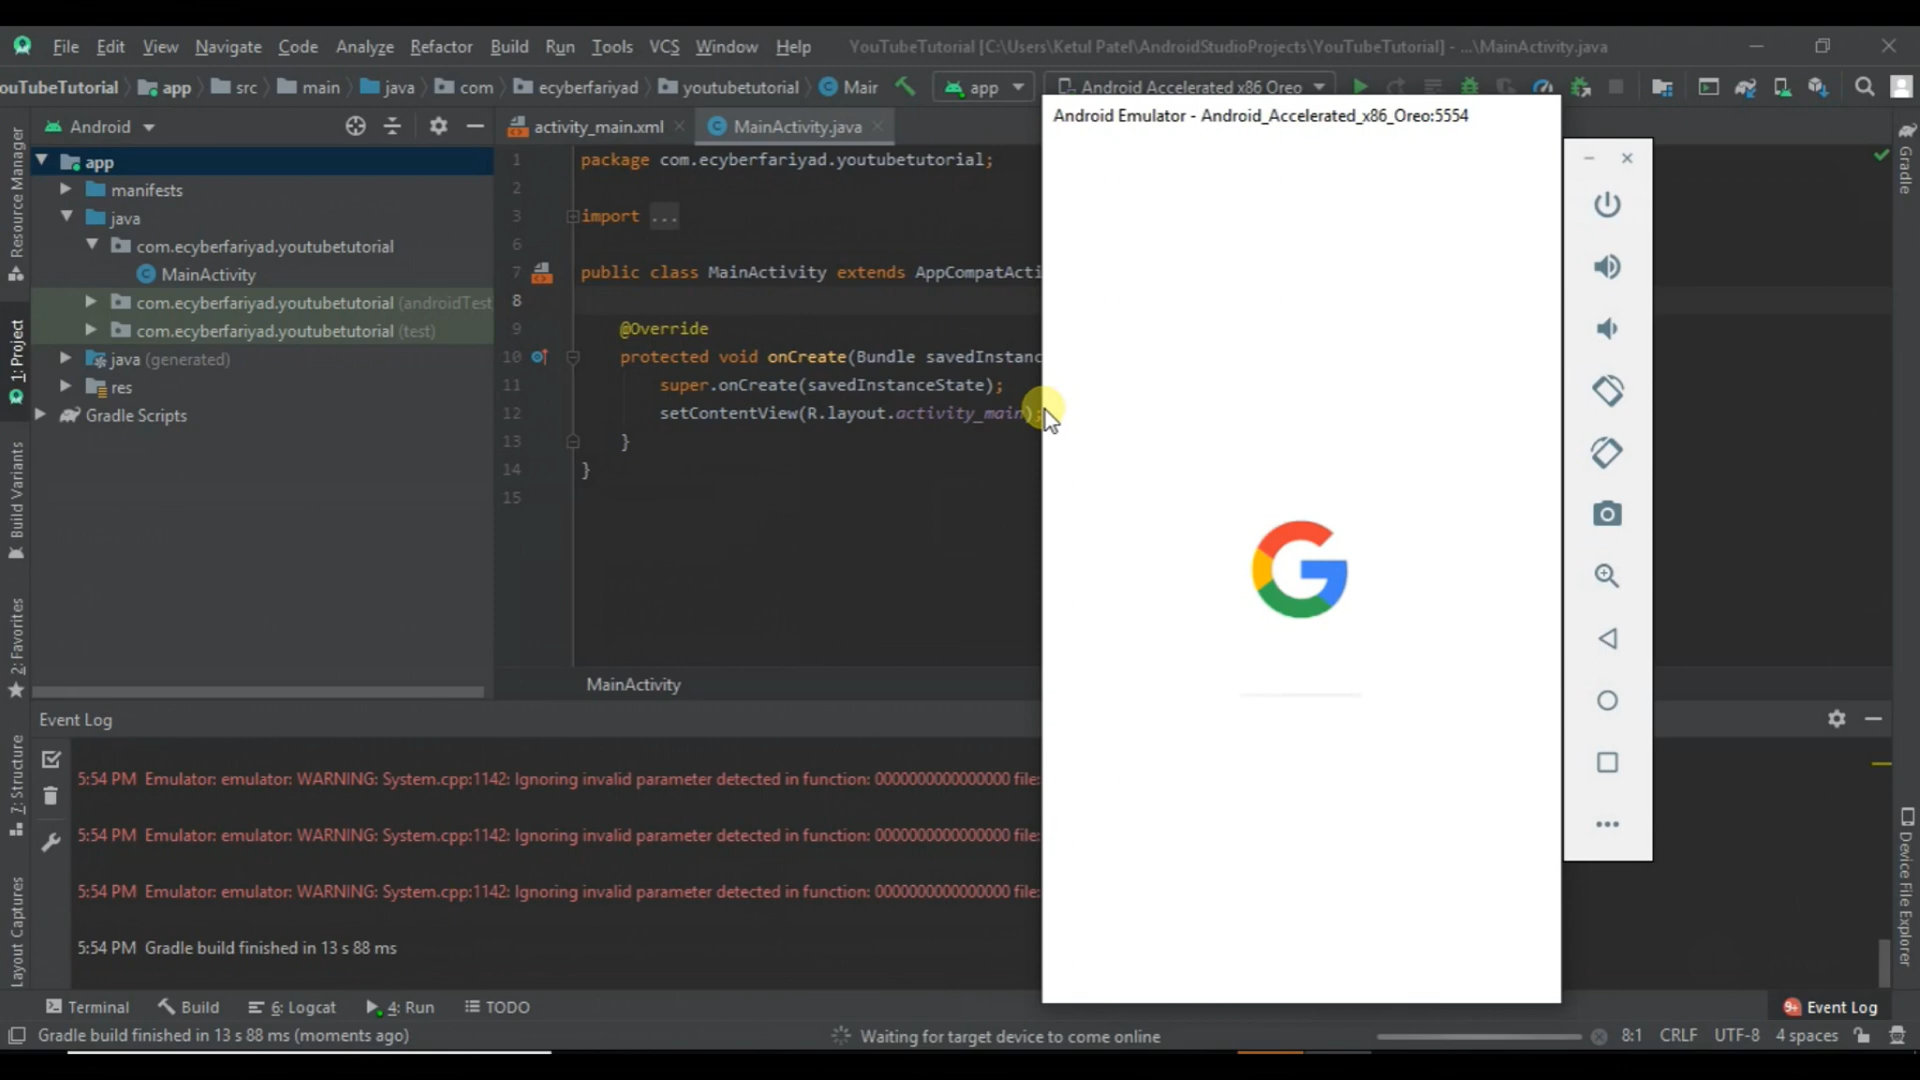 File Edit View Navigate Code Analyze Refactor Build Run Tools VCS Window Help YouTubeTutorial [C:\Users\Ketul Patel\AndroidStudioProjects\YouTubeTutorial] - ...\MainActivity.java
ouTubeTutorial app src main java com ecyberfariyad youtubetutorial Mair app Android Accelerated x86 Oreo
Android activity_main.xml MainActivity.java
Android Emulator - Android_Accelerated_x86_Oreo:5554
Resource Manager
1: Project
Build Variants
2: Favorites
7: Structure
Layout Captures
app
manifests
java
com.ecyberfariyad.youtubetutorial
MainActivity
com.ecyberfariyad.youtubetutorial (androidTest
com.ecyberfariyad.youtubetutorial (test)
java (generated)
res
Gradle Scripts
1 package com.ecyberfariyad.youtubetutorial;
2
3 import ...
6
7 public class MainActivity extends AppCompatActi
8
9 @Override
10 protected void onCreate(Bundle savedInstanc
11 super.onCreate(savedInstanceState);
12 setContentView(R.layout.activity_main);
13 }
14 }
15
MainActivity
G
Gradle
Device File Explorer
Event Log
5:54 PM Emulator: emulator: WARNING: System.cpp:1142: Ignoring invalid parameter detected in function: 0000000000000000 file:
5:54 PM Emulator: emulator: WARNING: System.cpp:1142: Ignoring invalid parameter detected in function: 0000000000000000 file:
5:54 PM Emulator: emulator: WARNING: System.cpp:1142: Ignoring invalid parameter detected in function: 0000000000000000 file:
5:54 PM Gradle build finished in 13 s 88 ms
Terminal Build 6: Logcat 4: Run TODO 9+ Event Log
Gradle build finished in 13 s 88 ms (moments ago) Waiting for target device to come online 8:1 CRLF UTF-8 4 spaces